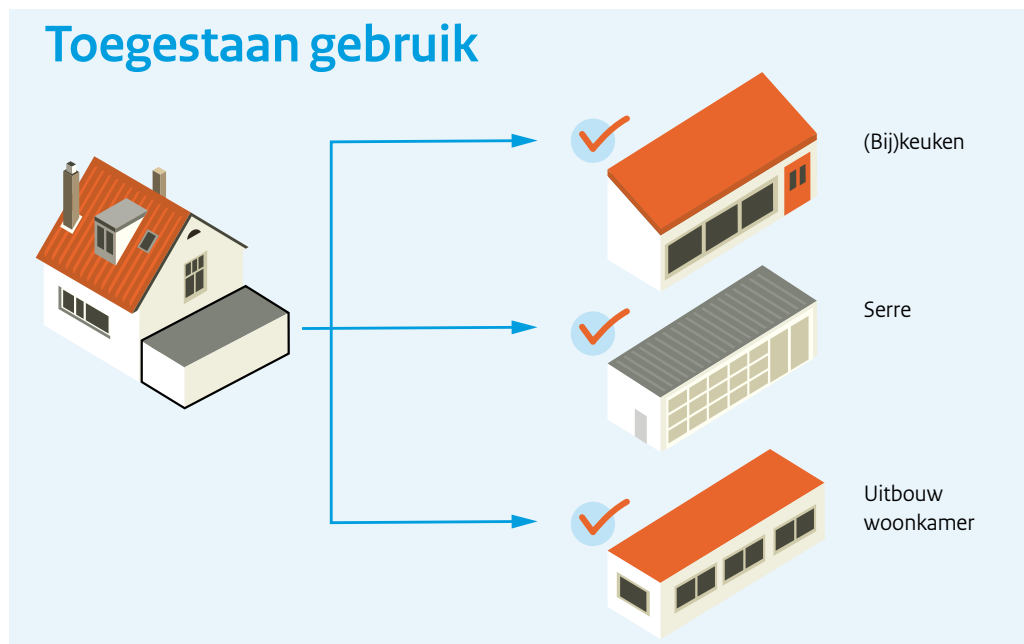 Toegestaan gebruik
(Bij)keuken
Serre
Uitbouw
woonkamer